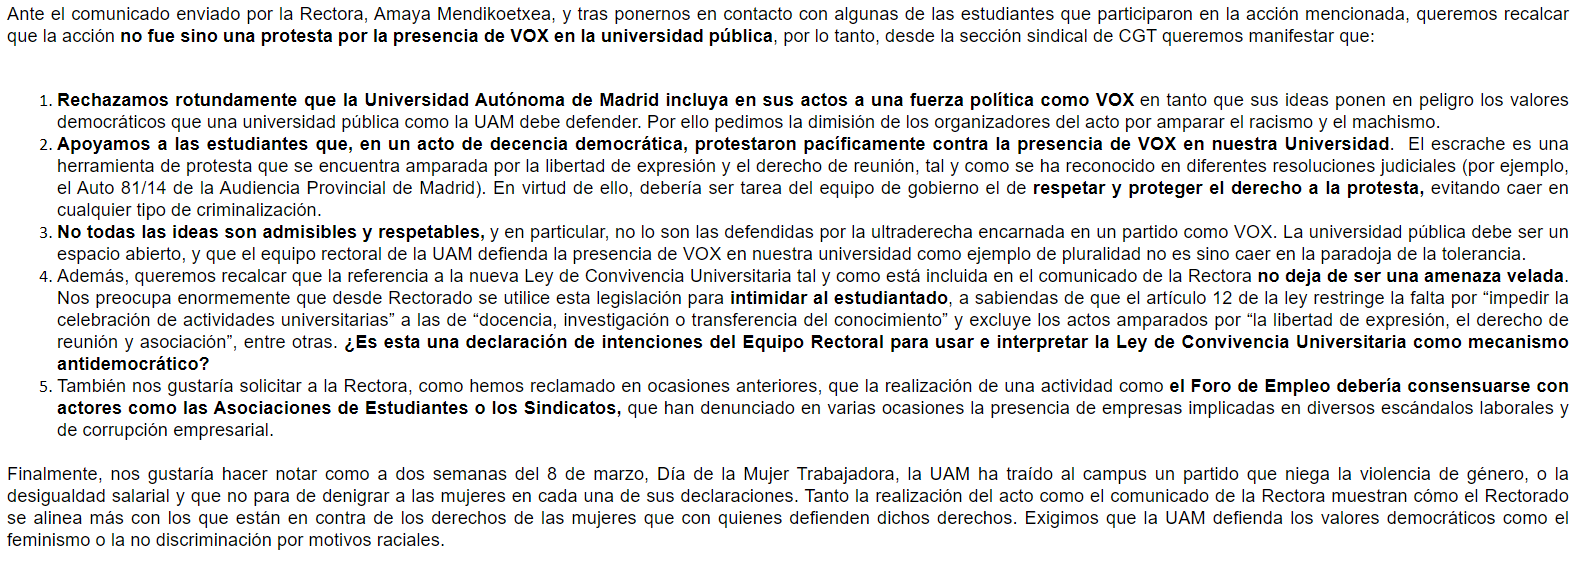 Ante el comunicado enviado por la Rectora, Amaya Mendikoetxea, y tras ponernos en contacto con algunas de las estudiantes que participaron en la acción mencionada, queremos recalcar
que la acción no fue sino una protesta por la presencia de VOX en la universidad pública, por lo tanto, desde la sección sindical de CGT queremos manifestar que:
1. Rechazamos rotundamente que la Universidad Autónoma de Madrid incluya en sus actos a una fuerza política como VOX en tanto que sus ideas ponen en peligro los valores
democráticos que una universidad pública como la UAM debe defender. Por ello pedimos la dimisión de los organizadores del acto por amparar el racismo y el machismo.
2. Apoyamos a las estudiantes que, en un acto de decencia democrática, protestaron pacíficamente contra la presencia de VOX en nuestra Universidad. El escrache es una
herramienta de protesta que se encuentra amparada por la libertad de expresión y el derecho de reunión, tal y como se ha reconocido en diferentes resoluciones judiciales (por ejemplo,
el Auto 81/14 de la Audiencia Provincial de Madrid). En virtud de ello, debería ser tarea del equipo de gobierno el de respetar y proteger el derecho a la protesta, evitando caer en
cualquier tipo de criminalización.
3. No todas las ideas son admisibles y respetables, y en particular, no lo son las defendidas por la ultraderecha encarnada en un partido como VOX. La universidad pública debe ser un
espacio abierto, y que el equipo rectoral de la UAM defienda la presencia de VOX en nuestra universidad como ejemplo de pluralidad no es sino caer en la paradoja de la tolerancia.
4. Además, queremos recalcar que la referencia a la nueva Ley de Convivencia Universitaria tal y como está incluida en el comunicado de la Rectora no deja de ser una amenaza velada.
Nos preocupa enormemente que desde Rectorado se utilice esta legislación para intimidar al estudiantado, a sabiendas de que el artículo 12 de la ley restringe la falta por “impedir la
celebración de actividades universitarias” a las de “docencia, investigación o transferencia del conocimiento” y excluye los actos amparados por “la libertad de expresión, el derecho de
reunión y asociación”, entre otras. ¿Es esta una declaración de intenciones del Equipo Rectoral para usar e interpretar la Ley de Convivencia Universitaria como mecanismo
antidemocrático?
5. También nos gustaría solicitar a la Rectora, como hemos reclamado en ocasiones anteriores, que la realización de una actividad como el Foro de Empleo debería consensuarse con
actores como las Asociaciones de Estudiantes o los Sindicatos, que han denunciado en varias ocasiones la presencia de empresas implicadas en diversos escándalos laborales y
de corrupción empresarial.
Finalmente, nos gustaría hacer notar como a dos semanas del 8 de marzo, Día de la Mujer Trabajadora, la UAM ha traído al campus un partido que niega la violencia de género, o la
desigualdad salarial y que no para de denigrar a las mujeres en cada una de sus declaraciones. Tanto la realización del acto como el comunicado de la Rectora muestran cómo el Rectorado
se alinea más con los que están en contra de los derechos de las mujeres que con quienes defienden dichos derechos. Exigimos que la UAM defienda los valores democráticos como el
feminismo o la no discriminación por motivos raciales.